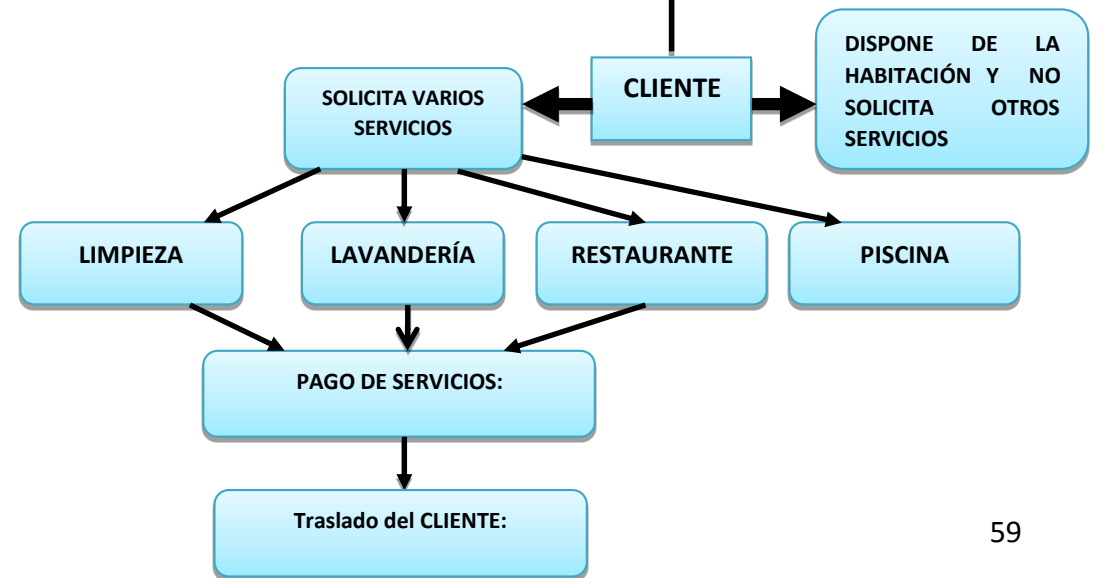 DISPONE DE LA
HABITACIÓN Y NO
SOLICITA OTROS
SERVICIOS
CLIENTE
SOLICITA VARIOS
SERVICIOS
LIMPIEZA
LAVANDERÍA
RESTAURANTE
PISCINA
PAGO DE SERVICIOS:
Traslado del CLIENTE:
59